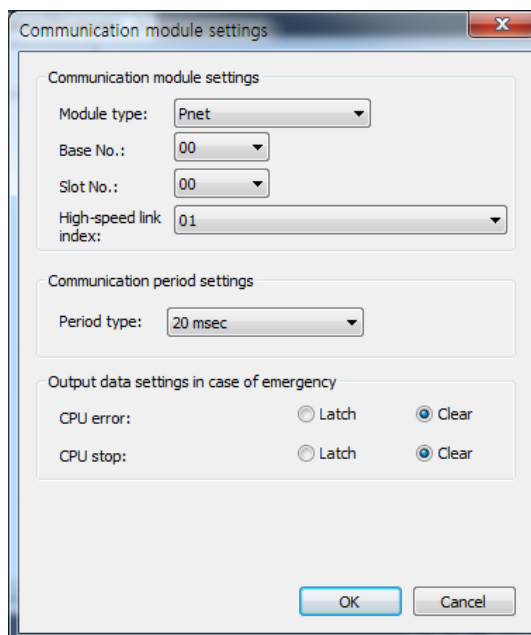 Communication module settings
Communication module settings
Module type: Pnet
Base No.: 00
Slot No.: 00
High-speed link
index: 01
Communication period settings
Period type: 20 msec
Output data settings in case of emergency
CPU error: Latch Clear
CPU stop: Latch Clear
OK Cancel